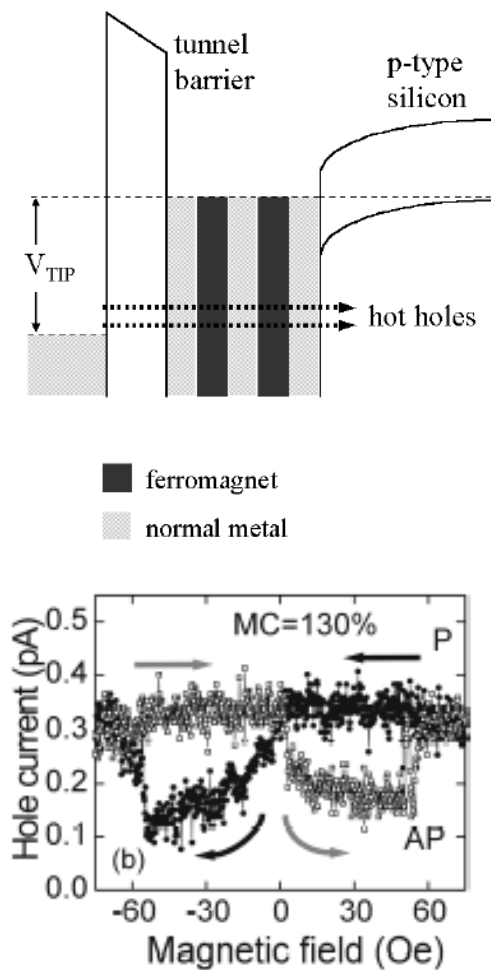 tunnel
barrier
p-type
silicon
VTIP
hot holes
ferromagnet
normal metal
0.5
0.4
0.3
0.2
0.1
0.0
Hole current (pA)
MC=130%
P
AP
(b)
-60 -30 0 30 60
Magnetic field (Oe)